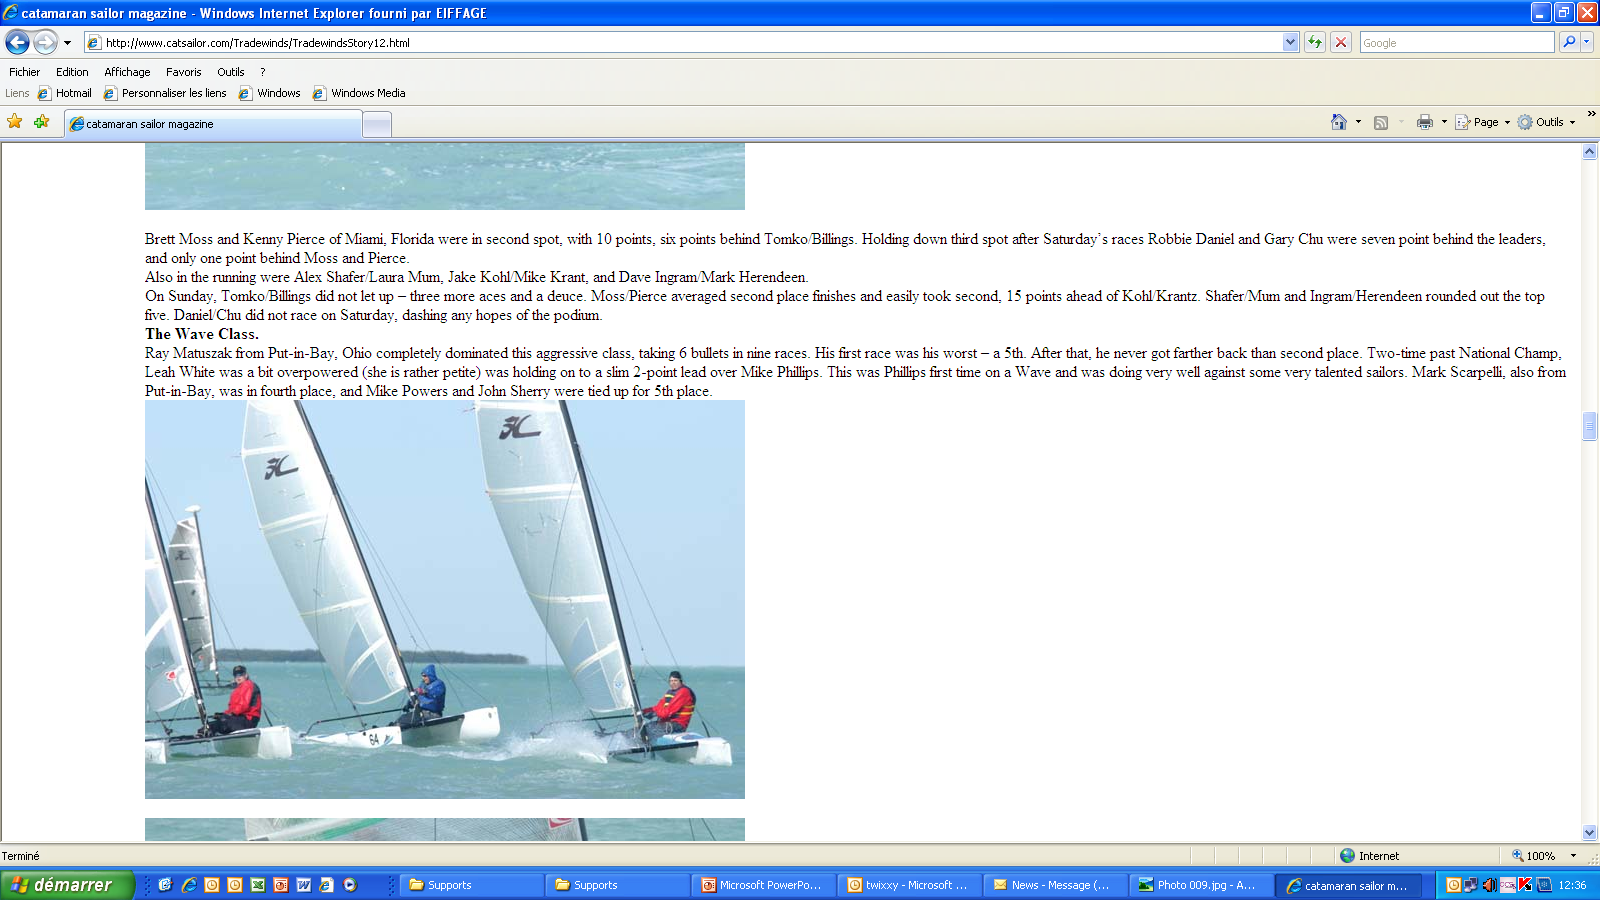 catamaran sailor magazine - Windows Internet Explorer fourni par EIFFAGE
http://www.catsailor.com/Tradewinds/TradewindsStory12.html
Google
Fichier Edition Affichage Favoris Outils ?
Liens Hotmail Personnaliser les liens Windows Windows Media
catamaran sailor magazine
Page Outils
Brett Moss and Kenny Pierce of Miami, Florida were in second spot, with 10 points, six points behind Tomko/Billings. Holding down third spot after Saturday’s races Robbie Daniel and Gary Chu were seven point behind the leaders,
and only one point behind Moss and Pierce.
Also in the running were Alex Shafer/Laura Mum, Jake Kohl/Mike Krant, and Dave Ingram/Mark Herendeen.
On Sunday, Tomko/Billings did not let up – three more aces and a deuce. Moss/Pierce averaged second place finishes and easily took second, 15 points ahead of Kohl/Krantz. Shafer/Mum and Ingram/Herendeen rounded out the top
five. Daniel/Chu did not race on Saturday, dashing any hopes of the podium.
The Wave Class.
Ray Matuszak from Put-in-Bay, Ohio completely dominated this aggressive class, taking 6 bullets in nine races. His first race was his worst – a 5th. After that, he never got farther back than second place. Two-time past National Champ,
Leah White was a bit overpowered (she is rather petite) was holding on to a slim 2-point lead over Mike Phillips. This was Phillips first time on a Wave and was doing very well against some very talented sailors. Mark Scarpelli, also from
Put-in-Bay, was in fourth place, and Mike Powers and John Sherry were tied up for 5th place.
64
Terminé
Internet
100%
démarrer
Supports
Supports
Microsoft PowerPo...
twixxy - Microsoft ...
News - Message (...
Photo 009.jpg - A...
catamaran sailor m...
12:36